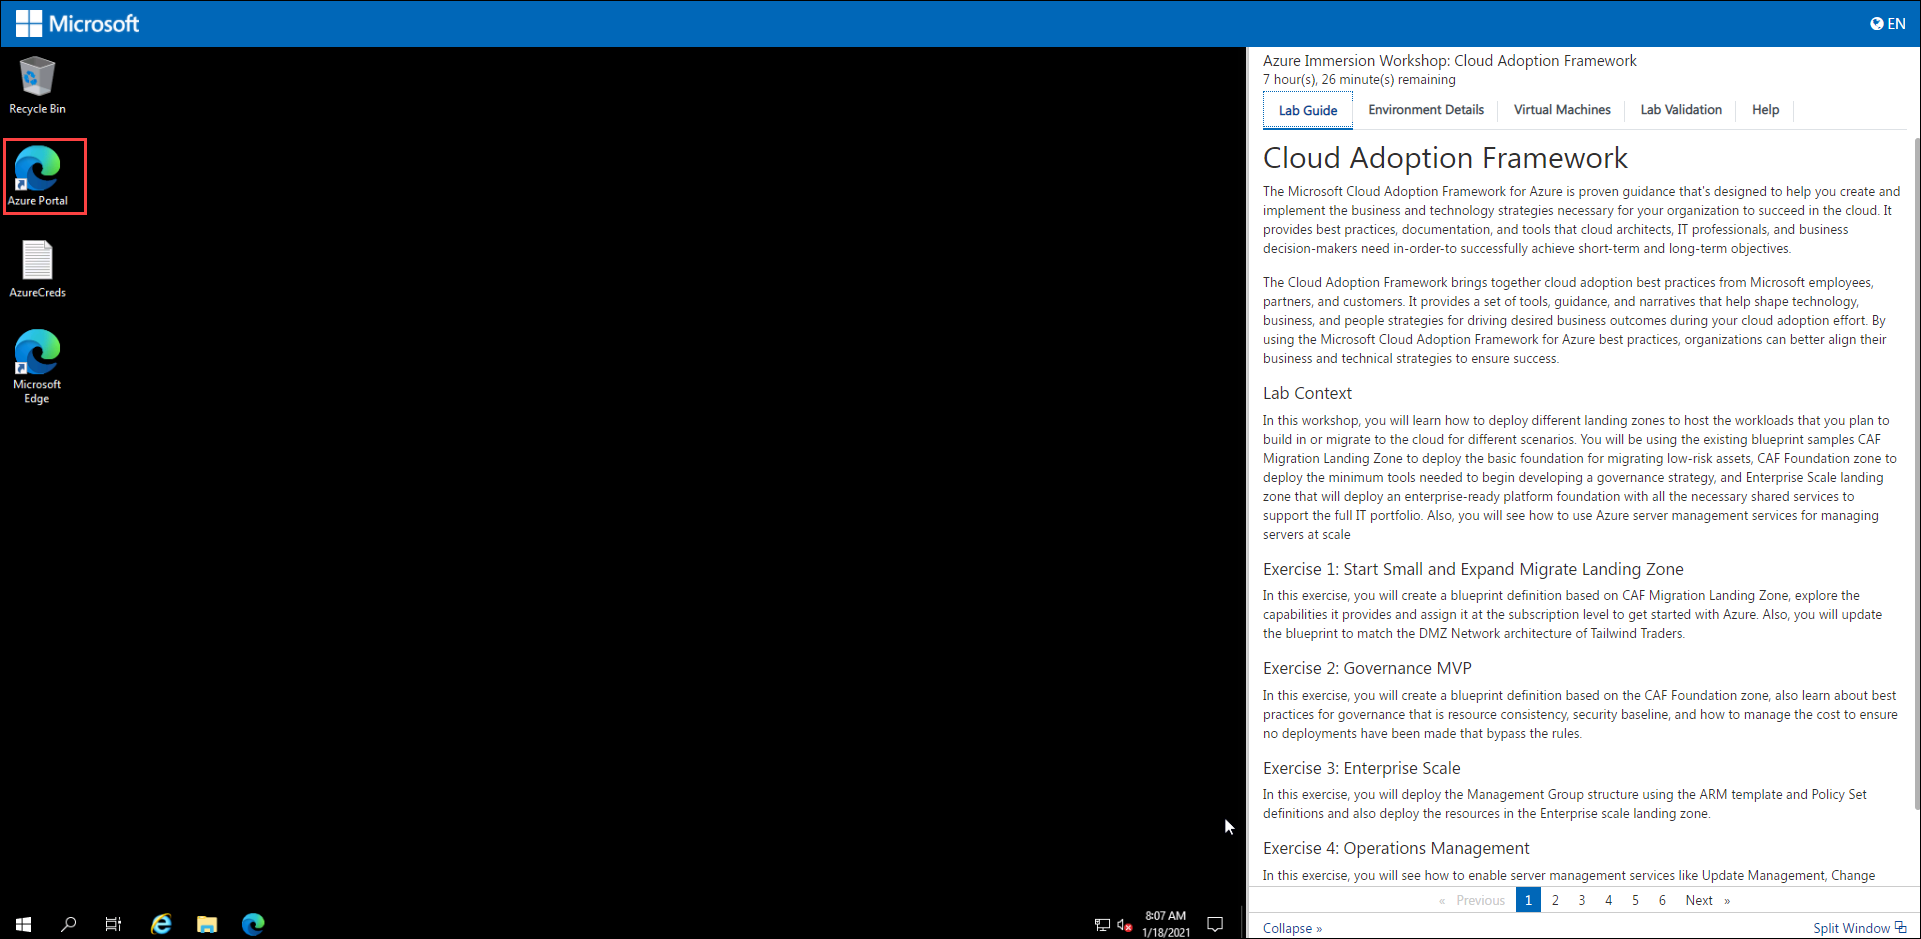 Microsoft
EN
Recycle Bin
Azure Portal
AzureCreds
Microsoft
Edge
8:07 AM
1/18/2021
Azure Immersion Workshop: Cloud Adoption Framework
7 hour(s), 26 minute(s) remaining
Lab Guide Environment Details Virtual Machines Lab Validation Help
Cloud Adoption Framework
The Microsoft Cloud Adoption Framework for Azure is proven guidance that's designed to help you create and
implement the business and technology strategies necessary for your organization to succeed in the cloud. It
provides best practices, documentation, and tools that cloud architects, IT professionals, and business
decision-makers need in-order-to successfully achieve short-term and long-term objectives.
The Cloud Adoption Framework brings together cloud adoption best practices from Microsoft employees,
partners, and customers. It provides a set of tools, guidance, and narratives that help shape technology,
business, and people strategies for driving desired business outcomes during your cloud adoption effort. By
using the Microsoft Cloud Adoption Framework for Azure best practices, organizations can better align their
business and technical strategies to ensure success.
Lab Context
In this workshop, you will learn how to deploy different landing zones to host the workloads that you plan to
build in or migrate to the cloud for different scenarios. You will be using the existing blueprint samples CAF
Migration Landing Zone to deploy the basic foundation for migrating low-risk assets, CAF Foundation zone to
deploy the minimum tools needed to begin developing a governance strategy, and Enterprise Scale landing
zone that will deploy an enterprise-ready platform foundation with all the necessary shared services to
support the full IT portfolio. Also, you will see how to use Azure server management services for managing
servers at scale
Exercise 1: Start Small and Expand Migrate Landing Zone
In this exercise, you will create a blueprint definition based on CAF Migration Landing Zone, explore the
capabilities it provides and assign it at the subscription level to get started with Azure. Also, you will update
the blueprint to match the DMZ Network architecture of Tailwind Traders.
Exercise 2: Governance MVP
In this exercise, you will create a blueprint definition based on the CAF Foundation zone, also learn about best
practices for governance that is resource consistency, security baseline, and how to manage the cost to ensure
no deployments have been made that bypass the rules.
Exercise 3: Enterprise Scale
In this exercise, you will deploy the Management Group structure using the ARM template and Policy Set
definitions and also deploy the resources in the Enterprise scale landing zone.
Exercise 4: Operations Management
In this exercise, you will see how to enable server management services like Update Management, Change
« Previous 1 2 3 4 5 6 Next »
Collapse » Split Window